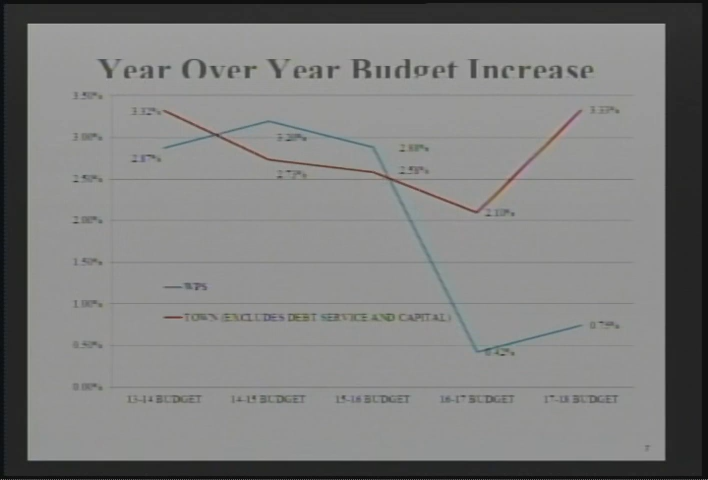 Year Over Year Budget Increase
3.50%
3.00%
2.50%
2.00%
1.50%
1.00%
0.50%
0.00%
3.32%
2.87%
3.20%
2.73%
2.88%
2.58%
2.10%
0.42%
3.33%
0.75%
WPS
TOWN (EXCLUDES DEBT SERVICE AND CAPITAL)
13-14 BUDGET
14-15 BUDGET
15-16 BUDGET
16-17 BUDGET
17-18 BUDGET
7